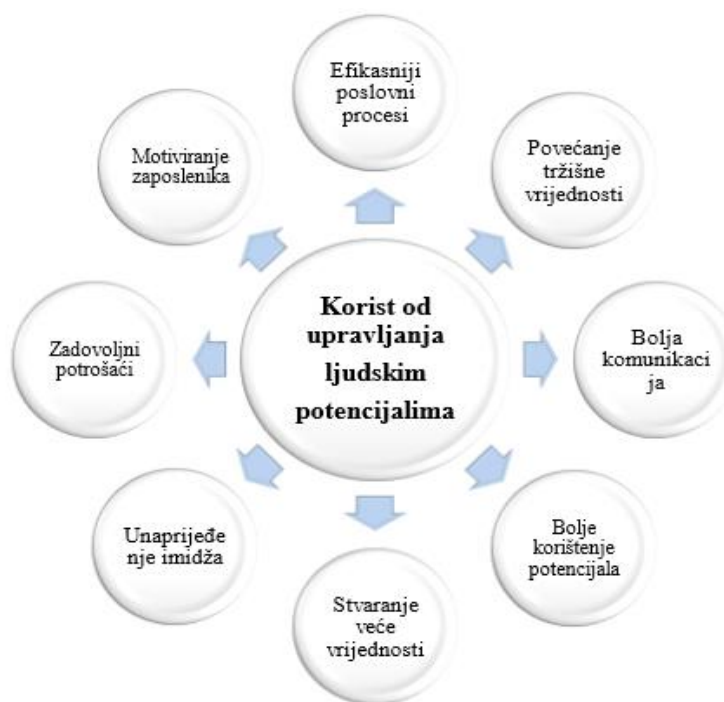 Efikasniji
poslovni
procesi
Motiviranje
zaposlenika
Povećanje
tržišne
vrijednosti
Korist od
upravljanja
ljudskim
potencijalima
Zadovoljni
potrošaći
Bolja
komunikaci
ja
Unaprijeđe
nje imidža
Bolje
korištenje
potencijala
Stvaranje
veće
vrijednosti